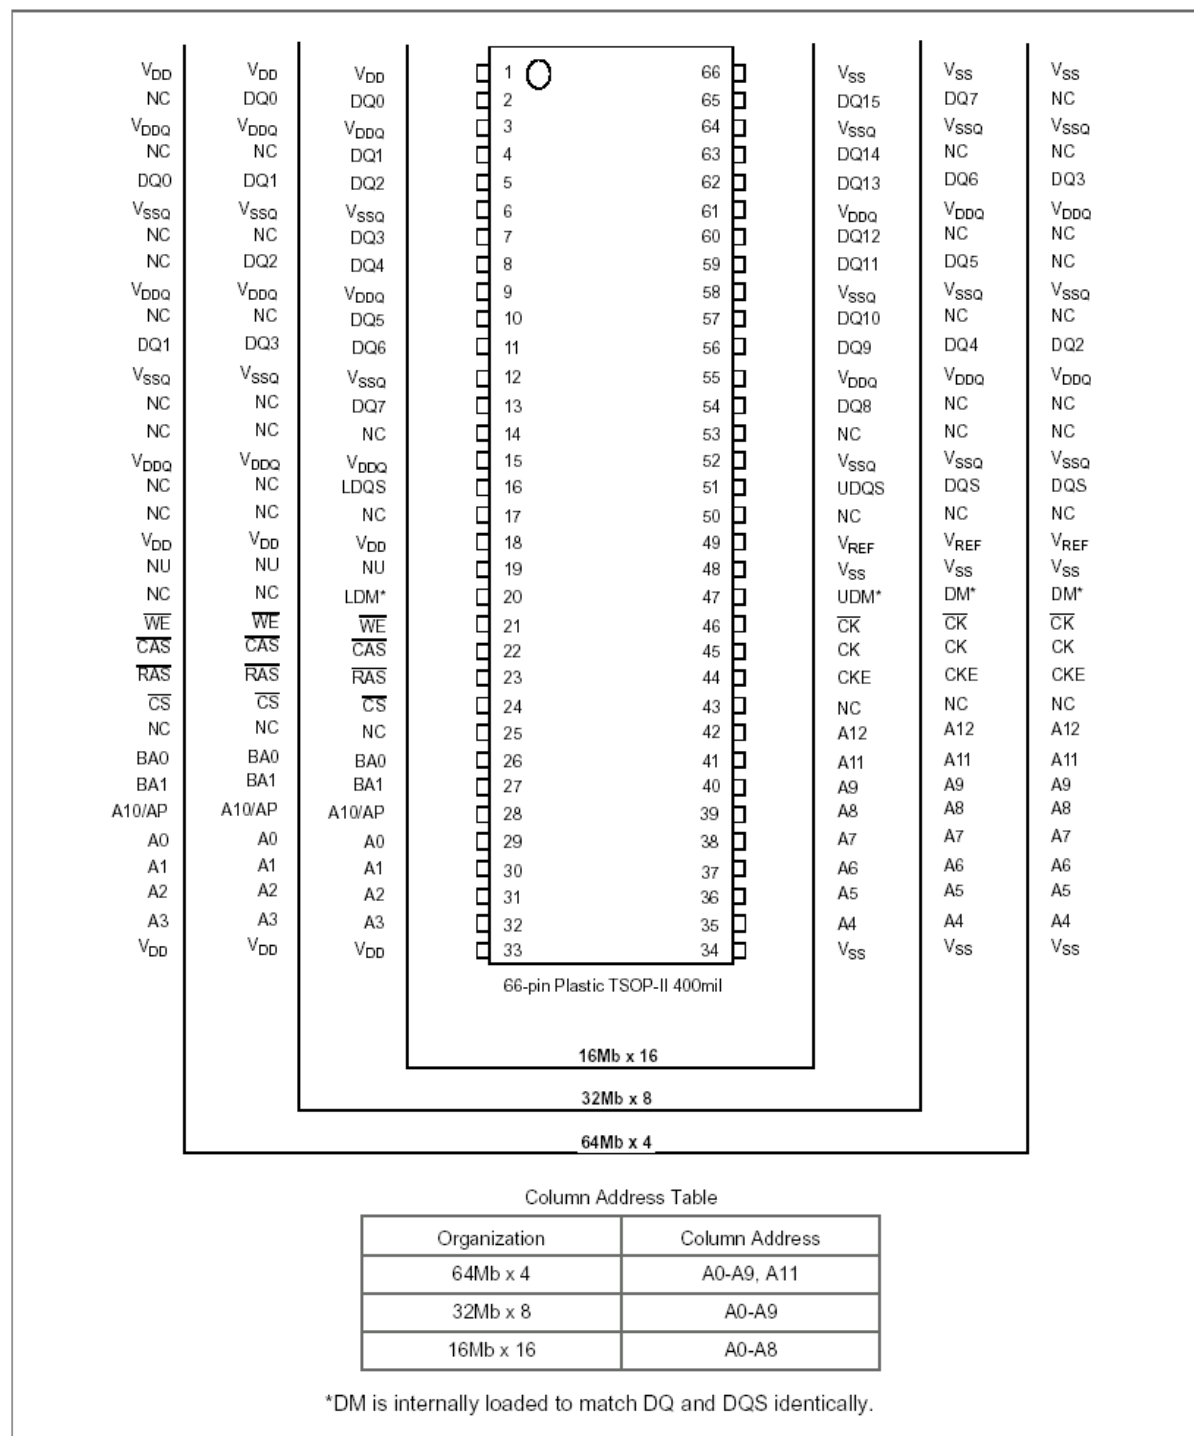 VDD VDD VDD 1 66 VSS VSS VSS
NC DQ0 DQ0 2 65 DQ15 DQ7 NC
VDDQ VDDQ VDDQ 3 64 VSSQ VSSQ VSSQ
NC NC DQ1 4 63 DQ14 NC NC
DQ0 DQ1 DQ2 5 62 DQ13 DQ6 DQ3
VSSQ VSSQ VSSQ 6 61 VDDQ VDDQ VDDQ
NC NC DQ3 7 60 DQ12 NC NC
NC DQ2 DQ4 8 59 DQ11 DQ5 NC
VDDQ VDDQ VDDQ 9 58 VSSQ VSSQ VSSQ
NC NC DQ5 10 57 DQ10 NC NC
DQ1 DQ3 DQ6 11 56 DQ9 DQ4 DQ2
VSSQ VSSQ VSSQ 12 55 VDDQ VDDQ VDDQ
NC NC DQ7 13 54 DQ8 NC NC
NC NC NC 14 53 NC NC NC
VDDQ VDDQ VDDQ 15 52 VSSQ VSSQ VSSQ
NC NC LDQS 16 51 UDQS DQS DQS
NC NC NC 17 50 NC NC NC
VDD VDD VDD 18 49 VREF VREF VREF
NU NU NU 19 48 VSS VSS VSS
NC NC LDM* 20 47 UDM* DM* DM*
W̅E̅ W̅E̅ W̅E̅ 21 46 C̅K̅ C̅K̅ C̅K̅
C̅A̅S̅ C̅A̅S̅ C̅A̅S̅ 22 45 CK CK CK
R̅A̅S̅ R̅A̅S̅ R̅A̅S̅ 23 44 CKE CKE CKE
C̅S̅ C̅S̅ C̅S̅ 24 43 NC NC NC
NC NC NC 25 42 A12 A12 A12
BA0 BA0 BA0 26 41 A11 A11 A11
BA1 BA1 BA1 27 40 A9 A9 A9
A10/AP A10/AP A10/AP 28 39 A8 A8 A8
A0 A0 A0 29 38 A7 A7 A7
A1 A1 A1 30 37 A6 A6 A6
A2 A2 A2 31 36 A5 A5 A5
A3 A3 A3 32 35 A4 A4 A4
VDD VDD VDD 33 34 VSS VSS VSS
66-pin Plastic TSOP-II 400mil
16Mb x 16
32Mb x 8
64Mb x 4
Column Address Table
Organization Column Address
64Mb x 4 A0-A9, A11
32Mb x 8 A0-A9
16Mb x 16 A0-A8
*DM is internally loaded to match DQ and DQS identically.